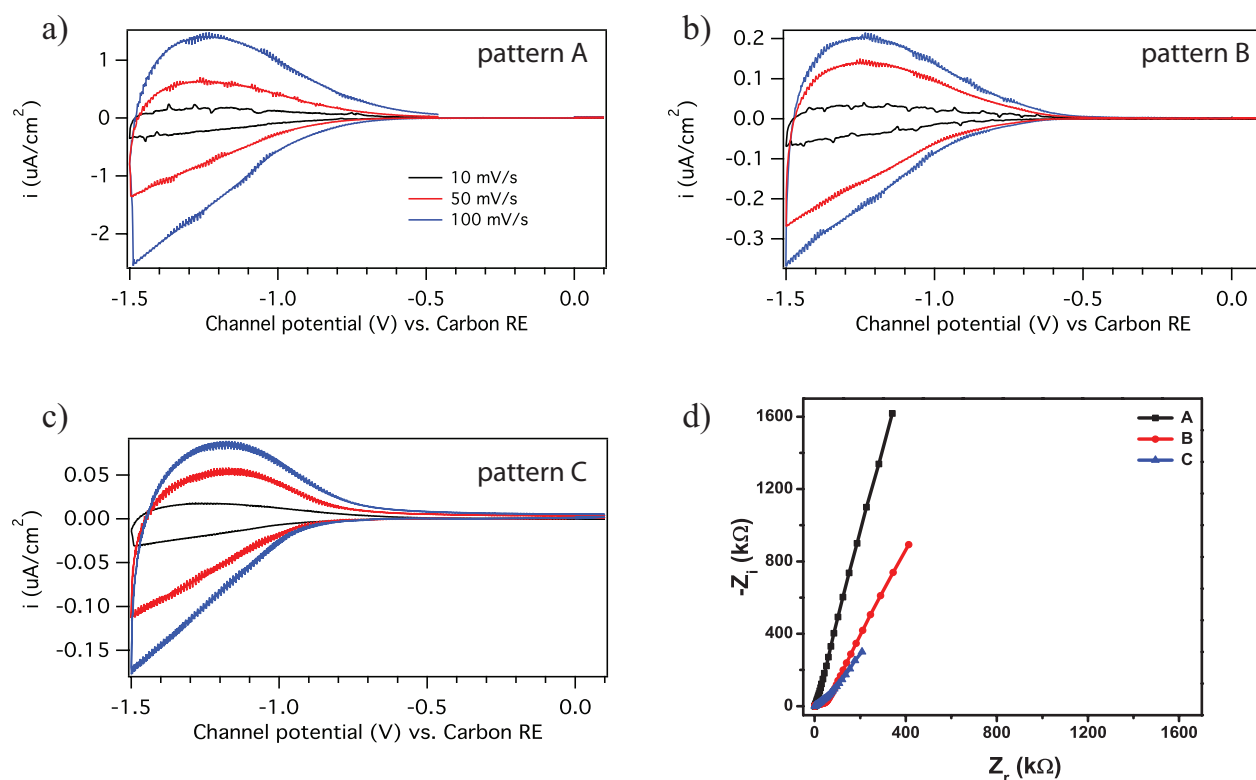 a)
pattern A
1
0
-1
-2
i (uA/cm²)
10 mV/s
50 mV/s
100 mV/s
-1.5
-1.0
-0.5
0.0
Channel potential (V) vs. Carbon RE
b)
pattern B
0.2
0.1
0.0
-0.1
-0.2
-0.3
i (uA/cm²)
-1.5
-1.0
-0.5
0.0
Channel potential (V) vs Carbon RE
c)
pattern C
0.05
0.00
-0.05
-0.10
-0.15
i (uA/cm²)
-1.5
-1.0
-0.5
0.0
Channel potential (V) vs. Carbon RE
d)
A
B
C
1600
1200
800
400
0
-Zi (kΩ)
0
400
800
1200
1600
Zr (kΩ)